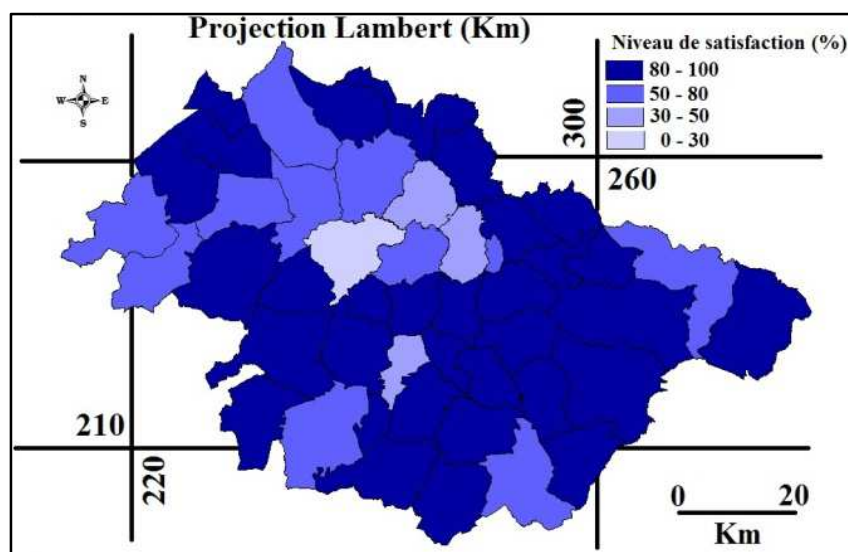 Projection Lambert (Km)
Niveau de satisfaction (%)
80 - 100
50 - 80
30 - 50
0 - 30
N
W E
S
300
260
210
220
0 20
Km